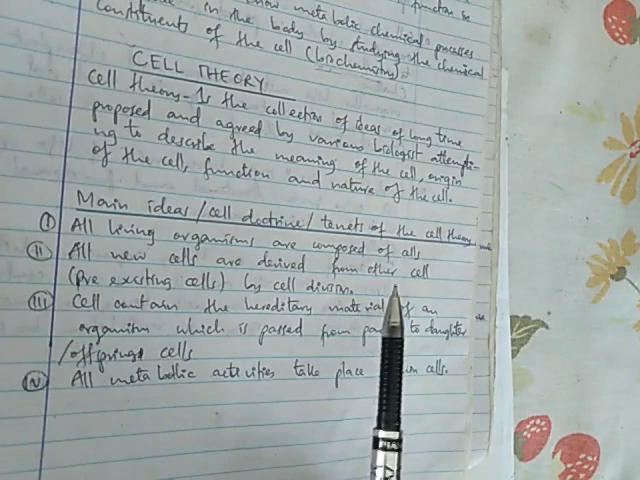 know metabolic chemical processes
in the body by studying the chemical
constituents of the cell (biochemistry).
CELL THEORY
Cell theory - Is the collection of ideas of long time
proposed and agreed by various biologist attempt-
ing to describe the meaning of the cell, origin
of the cell, function and nature of the cell.
Main ideas/cell doctrine/tenets of the cell theory
(I) All living organisms are composed of cells
(II) All new cells are derived from other cell
(Pre existing cells) by cell division.
(III) Cell contain the hereditary material of an
organism which is passed from to daughter
/offsprings cells
(IV) All metabolic activities take place in cells.